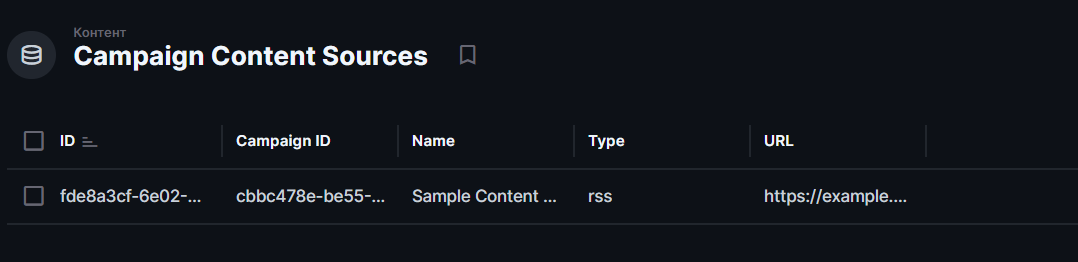 Контент
Campaign Content Sources
ID Campaign ID Name Type URL
fde8a3cf-6e02-... cbbc478e-be55-... Sample Content ... rss https://example....